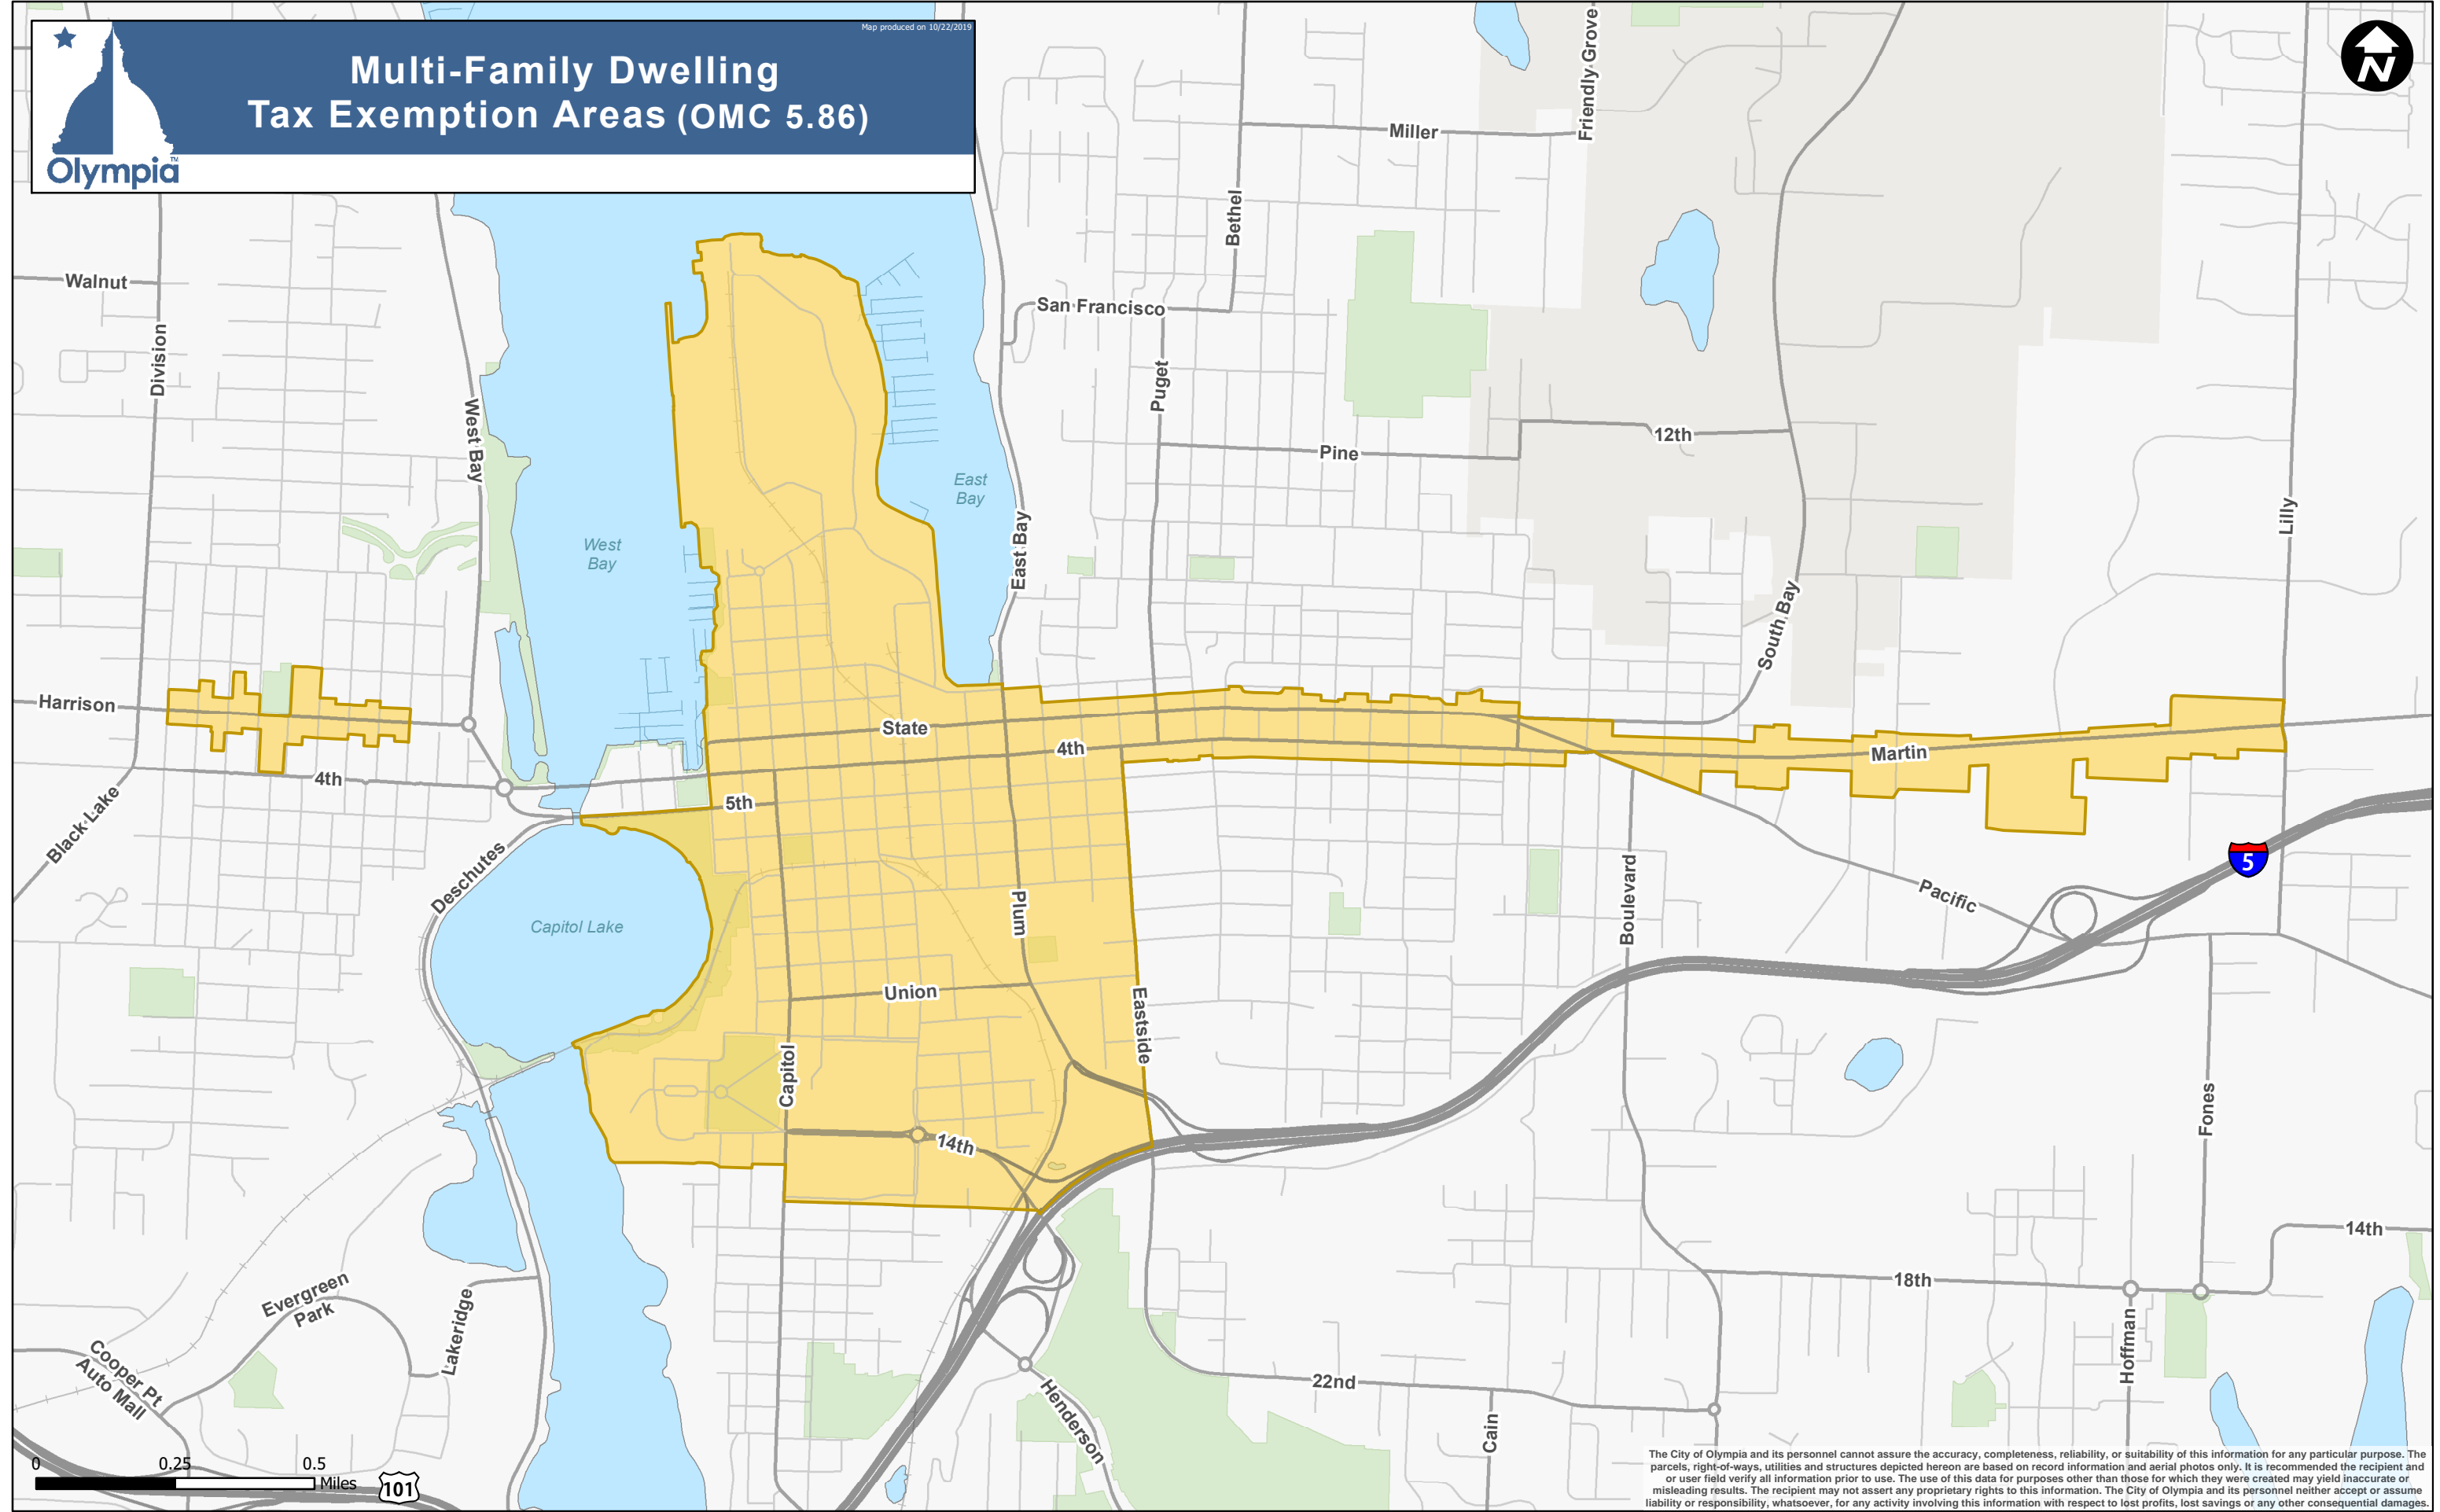 Map produced on 10/22/2019
Multi-Family Dwelling
Tax Exemption Areas (OMC 5.86)
Olympia™
N
Friendly Grove
Miller
Bethel
Walnut
San Francisco
Division
Puget
West Bay
12th
Pine
East
Bay
Lilly
West
Bay
East Bay
South Bay
Harrison
State
4th
Martin
4th
5th
Black Lake
5
Deschutes
Boulevard
Pacific
Plum
Capitol Lake
Union
Eastside
Capitol
Fones
14th
14th
18th
Evergreen
Park
Lakeridge
Hoffman
Cooper Pt
Auto Mall
22nd
Henderson
Cain
0 0.25 0.5
Miles
101
The City of Olympia and its personnel cannot assure the accuracy, completeness, reliability, or suitability of this information for any particular purpose. The
parcels, right-of-ways, utilities and structures depicted hereon are based on record information and aerial photos only. It is recommended the recipient and
or user field verify all information prior to use. The use of this data for purposes other than those for which they were created may yield inaccurate or
misleading results. The recipient may not assert any proprietary rights to this information. The City of Olympia and its personnel neither accept or assume
liability or responsibility, whatsoever, for any activity involving this information with respect to lost profits, lost savings or any other consequential damages.